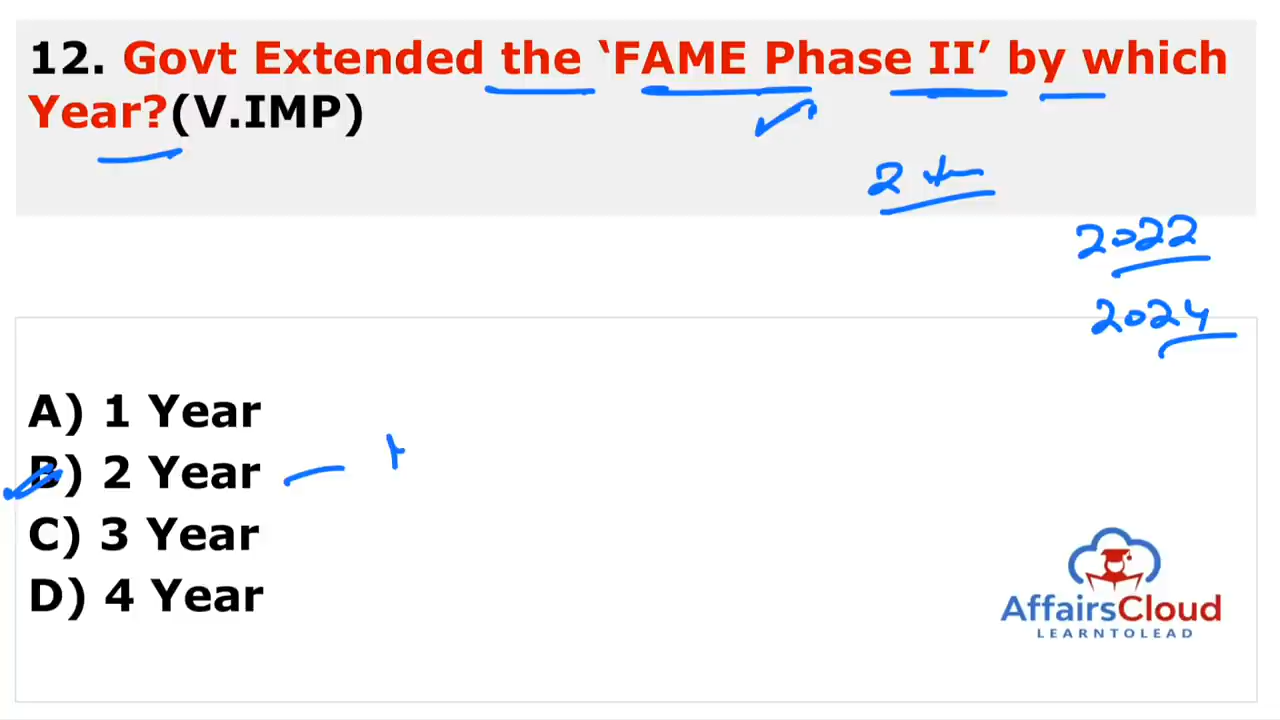 12. Govt Extended the ‘FAME Phase II’ by which
Year?(V.IMP)
2
2022
2024
A) 1 Year
B) 2 Year
C) 3 Year
D) 4 Year
AffairsCloud
LEARNTOLEAD